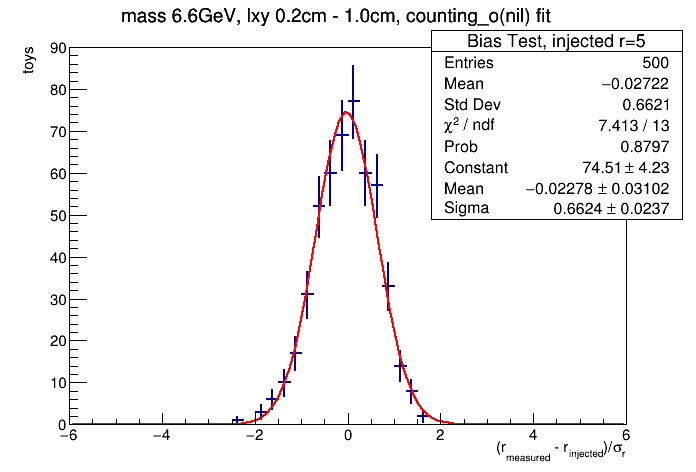 mass 6.6GeV, lxy 0.2cm - 1.0cm, counting_o(nil) fit
Bias Test, injected r=5
Entries 500
Mean −0.02722
Std Dev 0.6621
χ² / ndf 7.413 / 13
Prob 0.8797
Constant 74.51 ± 4.23
Mean −0.02278 ± 0.03102
Sigma 0.6624 ± 0.0237
toys
90
80
70
60
50
40
30
20
10
0
−6 −4 −2 0 2 4 6
(r_measured - r_injected)/σ_r